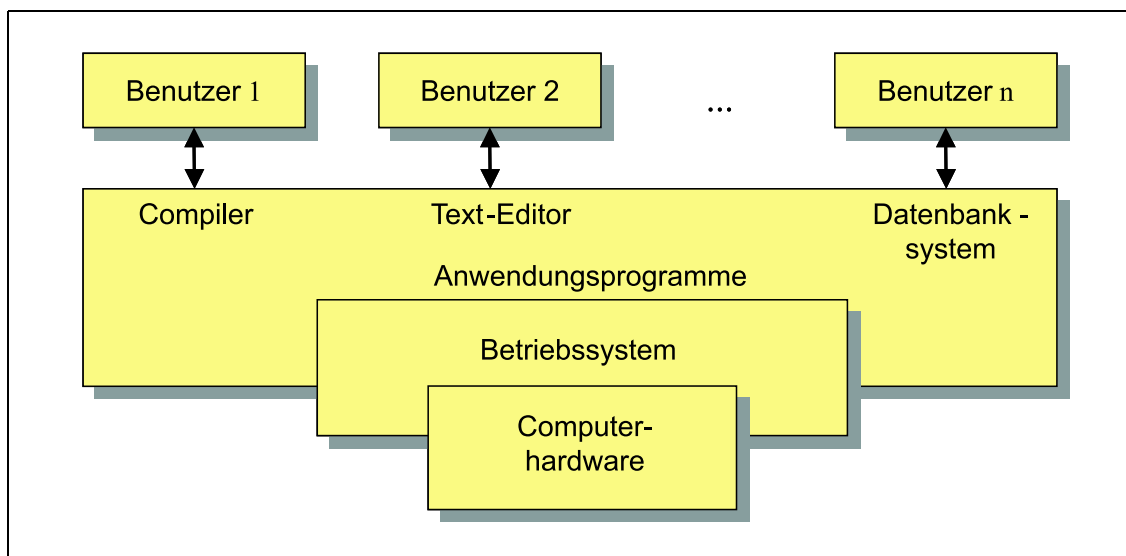 Benutzer 1
Benutzer 2
...
Benutzer n
Compiler
Text-Editor
Datenbank -
system
Anwendungsprogramme
Betriebssystem
Computer-
hardware